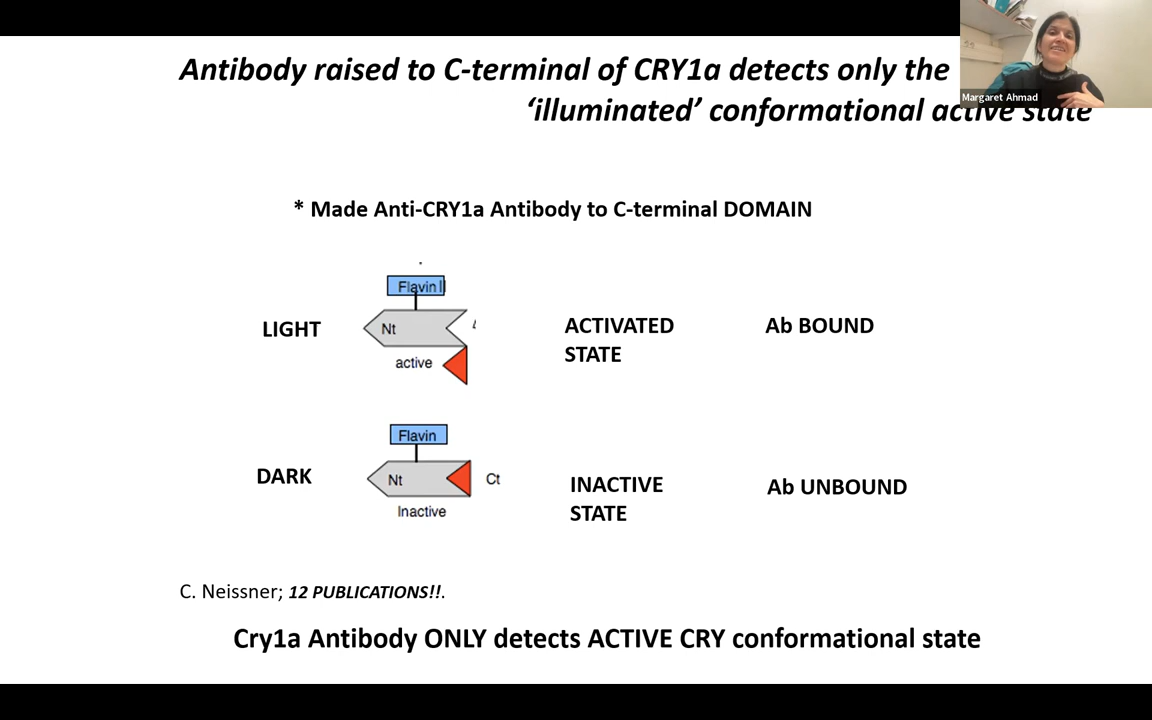 Antibody raised to C-terminal of CRY1a detects only the
‘illuminated’ conformational active state
Margaret Ahmad
* Made Anti-CRY1a Antibody to C-terminal DOMAIN
Flavin
LIGHT
Nt
active
ACTIVATED
STATE
Ab BOUND
Flavin
DARK
Nt
Ct
Inactive
INACTIVE
STATE
Ab UNBOUND
C. Neissner; 12 PUBLICATIONS!!.
Cry1a Antibody ONLY detects ACTIVE CRY conformational state